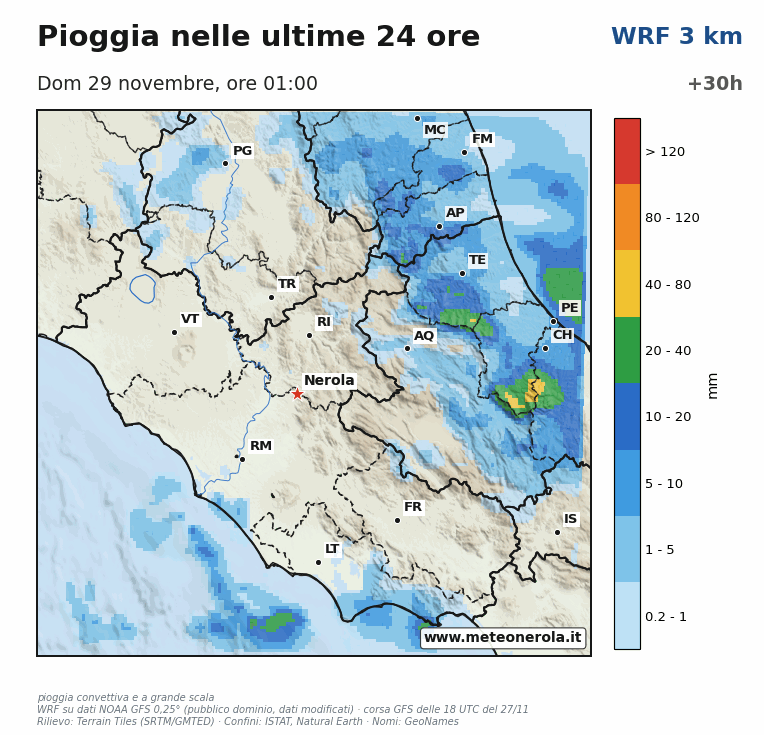 Pioggia nelle ultime 24 ore
WRF 3 km
Dom 29 novembre, ore 01:00
+30h
MC
FM
PG
AP
TE
TR
PE
VT
RI
AQ
CH
Nerola
RM
FR
IS
LT
www.meteonerola.it
> 120
80 - 120
40 - 80
20 - 40
10 - 20
5 - 10
1 - 5
0.2 - 1
mm
pioggia convettiva e a grande scala
WRF su dati NOAA GFS 0,25° (pubblico dominio, dati modificati) · corsa GFS delle 18 UTC del 27/11
Rilievo: Terrain Tiles (SRTM/GMTED) · Confini: ISTAT, Natural Earth · Nomi: GeoNames